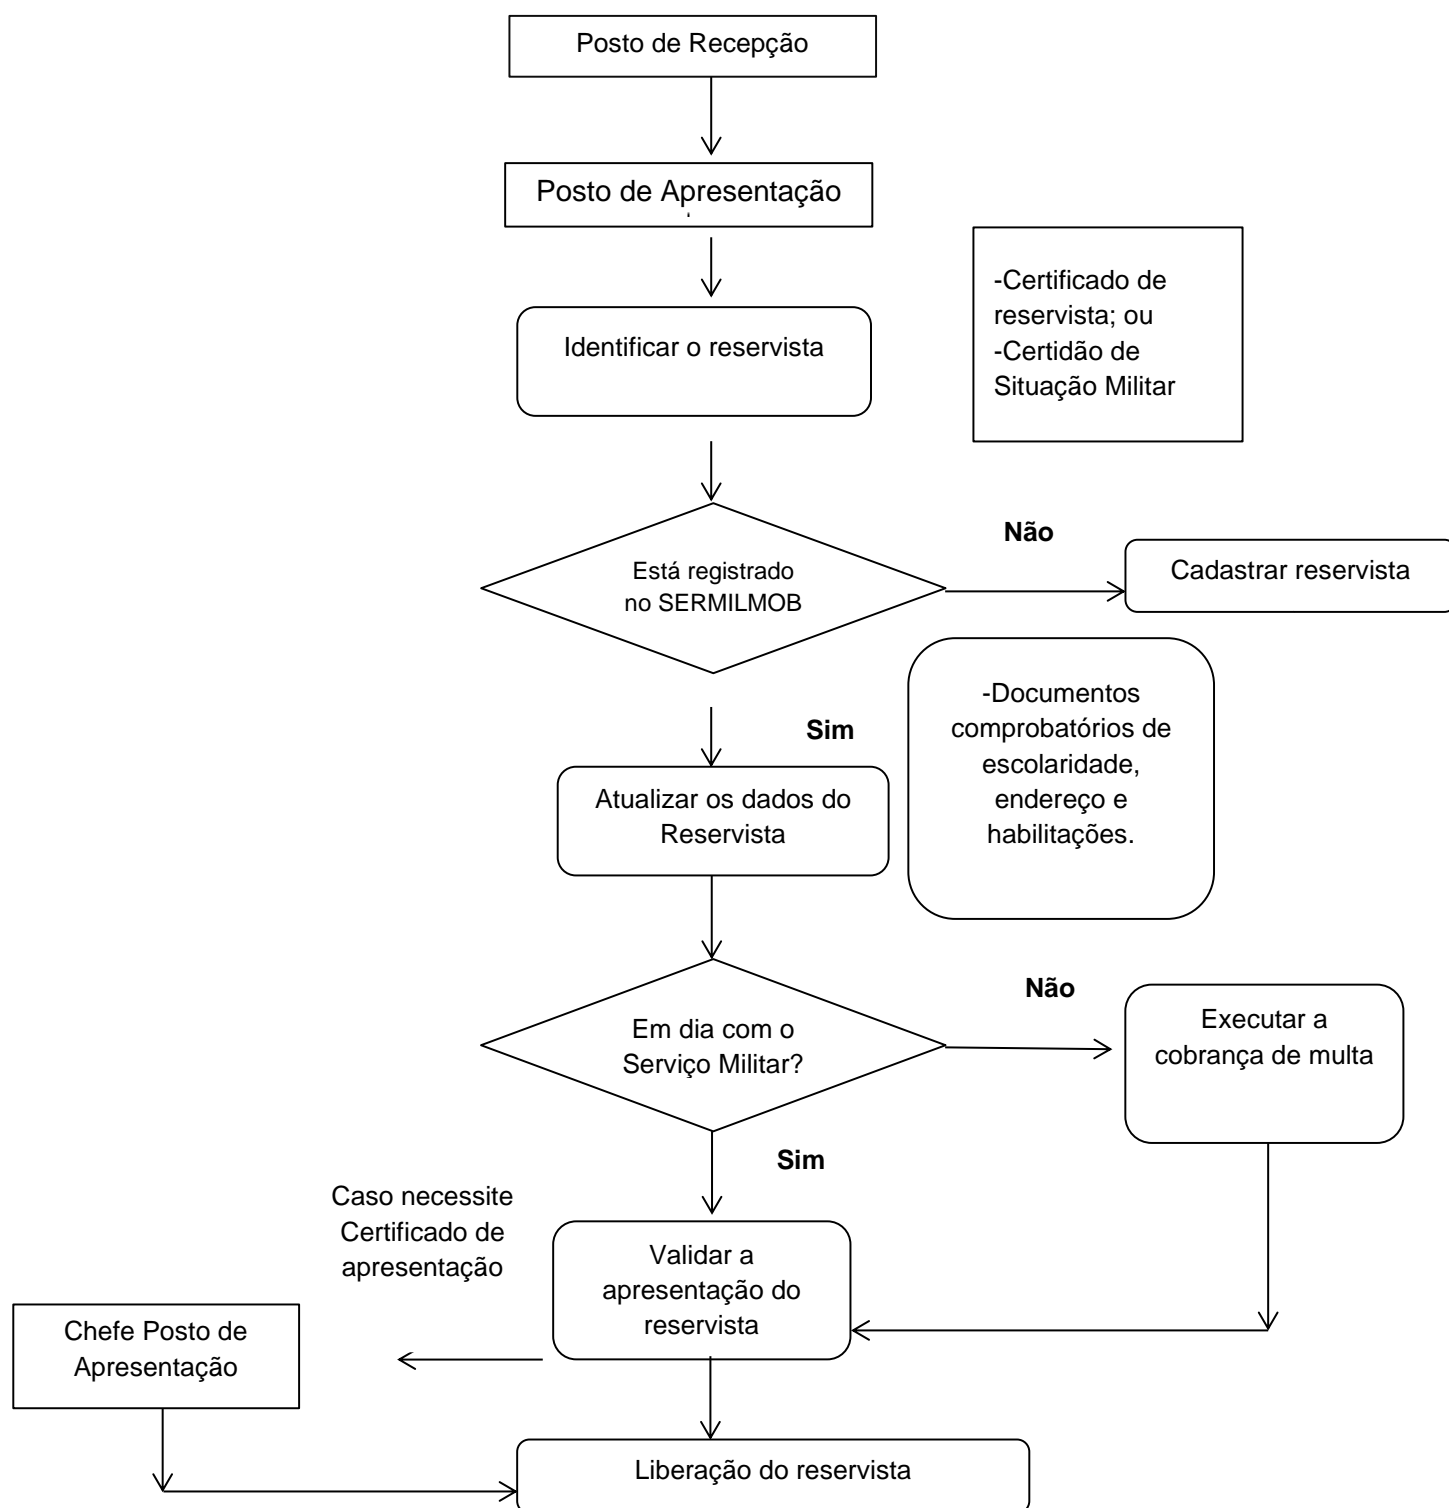 Posto de Recepção
Posto de Apresentação
-Certificado de
reservista; ou
-Certidão de
Situação Militar
Identificar o reservista
Não
Está registrado
no SERMILMOB
Cadastrar reservista
-Documentos
comprobatórios de
escolaridade,
endereço e
habilitações.
Sim
Atualizar os dados do
Reservista
Não
Em dia com o
Serviço Militar?
Executar a
cobrança de multa
Sim
Caso necessite
Certificado de
apresentação
Validar a
apresentação do
reservista
Chefe Posto de
Apresentação
Liberação do reservista